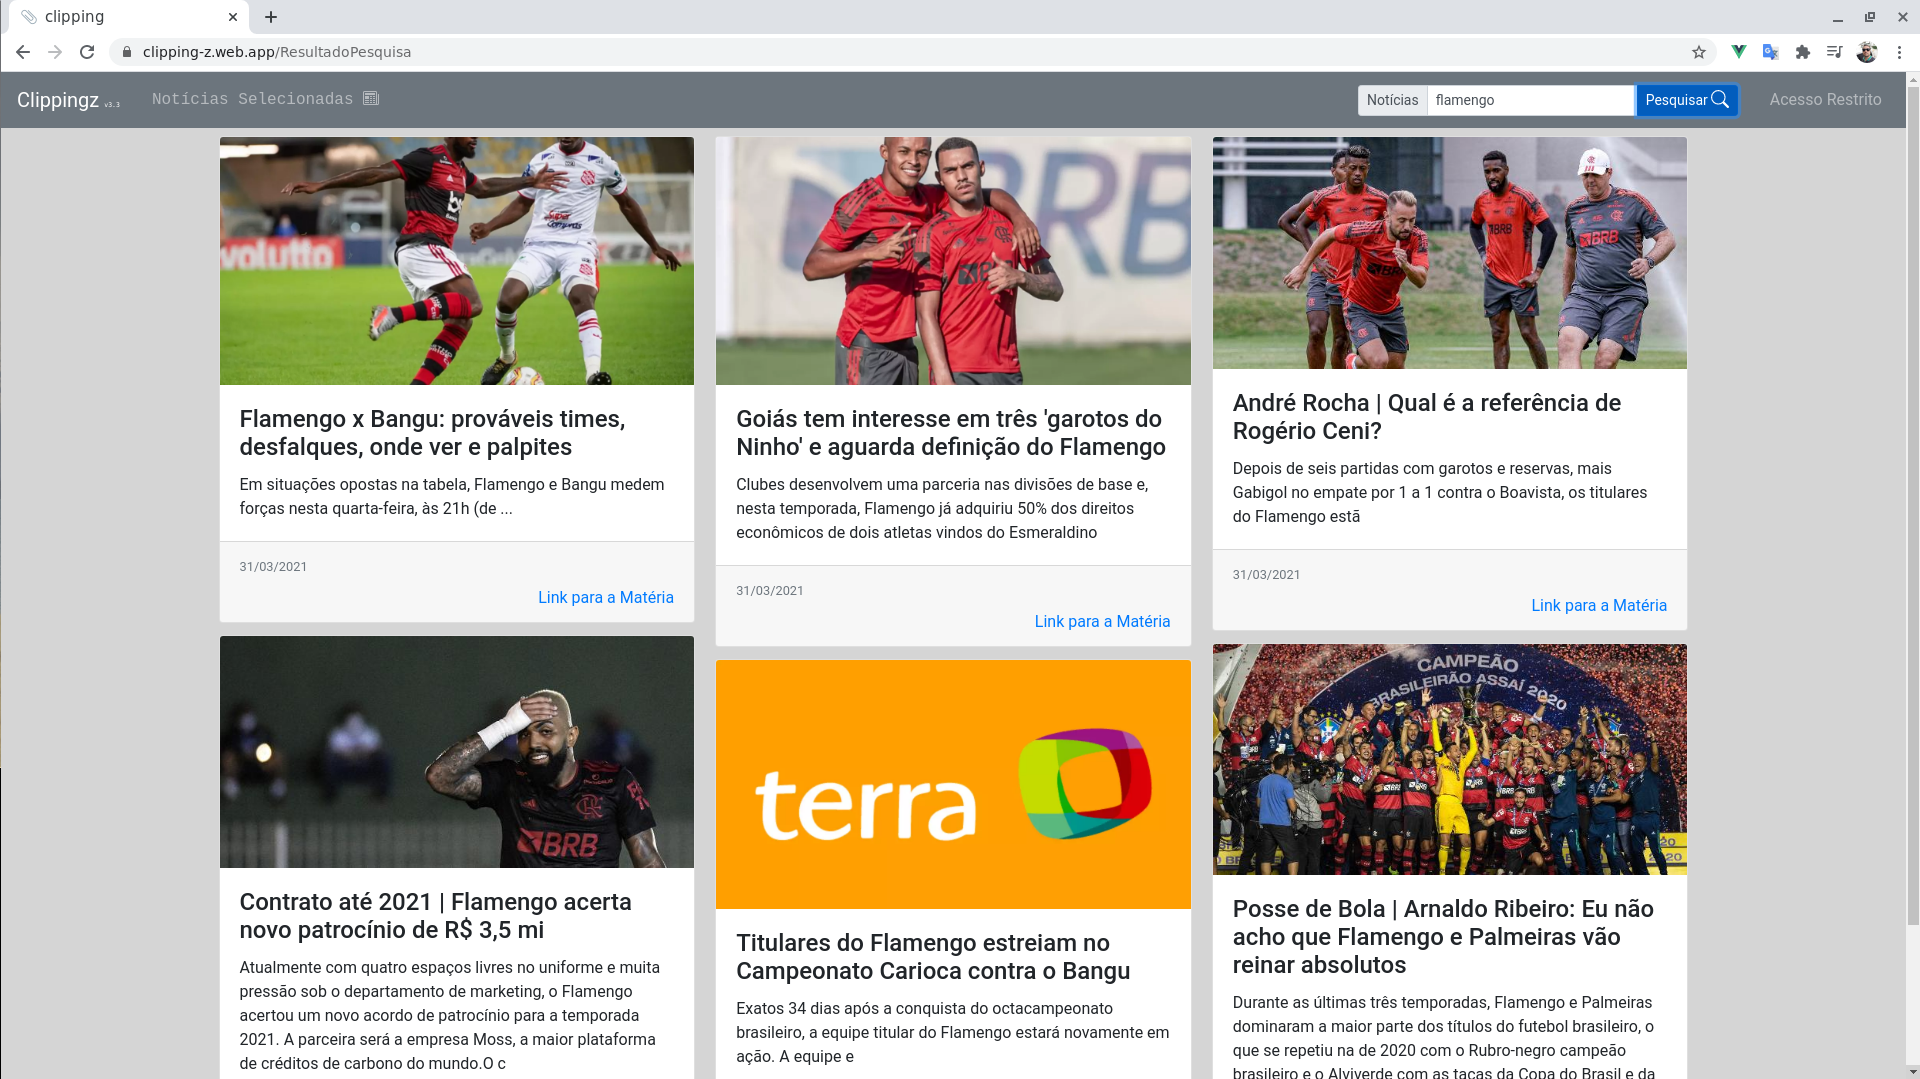 clipping
clipping-z.web.app/ResultadoPesquisa
Clippingz v3.3
Notícias Selecionadas
Notícias
flamengo
Pesquisar
Acesso Restrito
volutto
Flamengo x Bangu: prováveis times,
desfalques, onde ver e palpites
Em situações opostas na tabela, Flamengo e Bangu medem
forças nesta quarta-feira, às 21h (de ...
31/03/2021
Link para a Matéria
BRB
Goiás tem interesse em três 'garotos do
Ninho' e aguarda definição do Flamengo
Clubes desenvolvem uma parceria nas divisões de base e,
nesta temporada, Flamengo já adquiriu 50% dos direitos
econômicos de dois atletas vindos do Esmeraldino
31/03/2021
Link para a Matéria
BRB
BRB
André Rocha | Qual é a referência de
Rogério Ceni?
Depois de seis partidas com garotos e reservas, mais
Gabigol no empate por 1 a 1 contra o Boavista, os titulares
do Flamengo estã
31/03/2021
Link para a Matéria
BRB
Contrato até 2021 | Flamengo acerta
novo patrocínio de R$ 3,5 mi
Atualmente com quatro espaços livres no uniforme e muita
pressão sob o departamento de marketing, o Flamengo
acertou um novo acordo de patrocínio para a temporada
2021. A parceira será a empresa Moss, a maior plataforma
de créditos de carbono do mundo.O c
terra
Titulares do Flamengo estreiam no
Campeonato Carioca contra o Bangu
Exatos 34 dias após a conquista do octacampeonato
brasileiro, a equipe titular do Flamengo estará novamente em
ação. A equipe e
CAMPEÃO
BRASILEIRÃO ASSAÍ 2020
Posse de Bola | Arnaldo Ribeiro: Eu não
acho que Flamengo e Palmeiras vão
reinar absolutos
Durante as últimas três temporadas, Flamengo e Palmeiras
dominaram a maior parte dos títulos do futebol brasileiro, o
que se repetiu na de 2020 com o Rubro-negro campeão
brasileiro e o Alviverde com as taças da Copa do Brasil e da